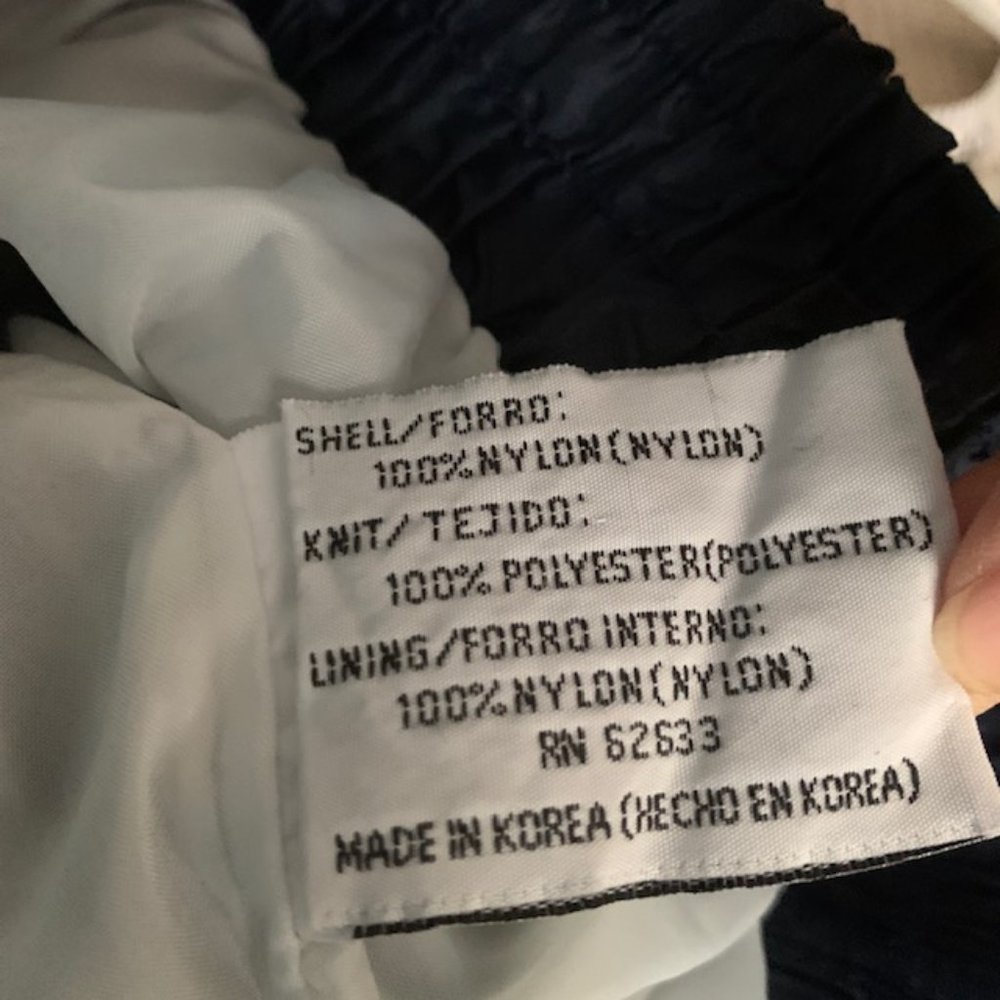 SHELL/FORRO:
100%NYLON(NYLON)
KNIT/TEJIDO:
100% POLYESTER(POLYESTER)
LINING/FORRO INTERNO:
100%NYLON(NYLON)
RN 62633
MADE IN KOREA (HECHO EN KOREA)